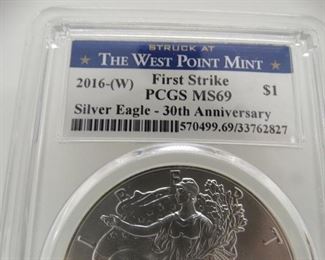 STRUCK AT
THE WEST POINT MINT
2016-(W) First Strike
PCGS MS69 $1
Silver Eagle - 30th Anniversary
570499.69/33762827
L I B E R T